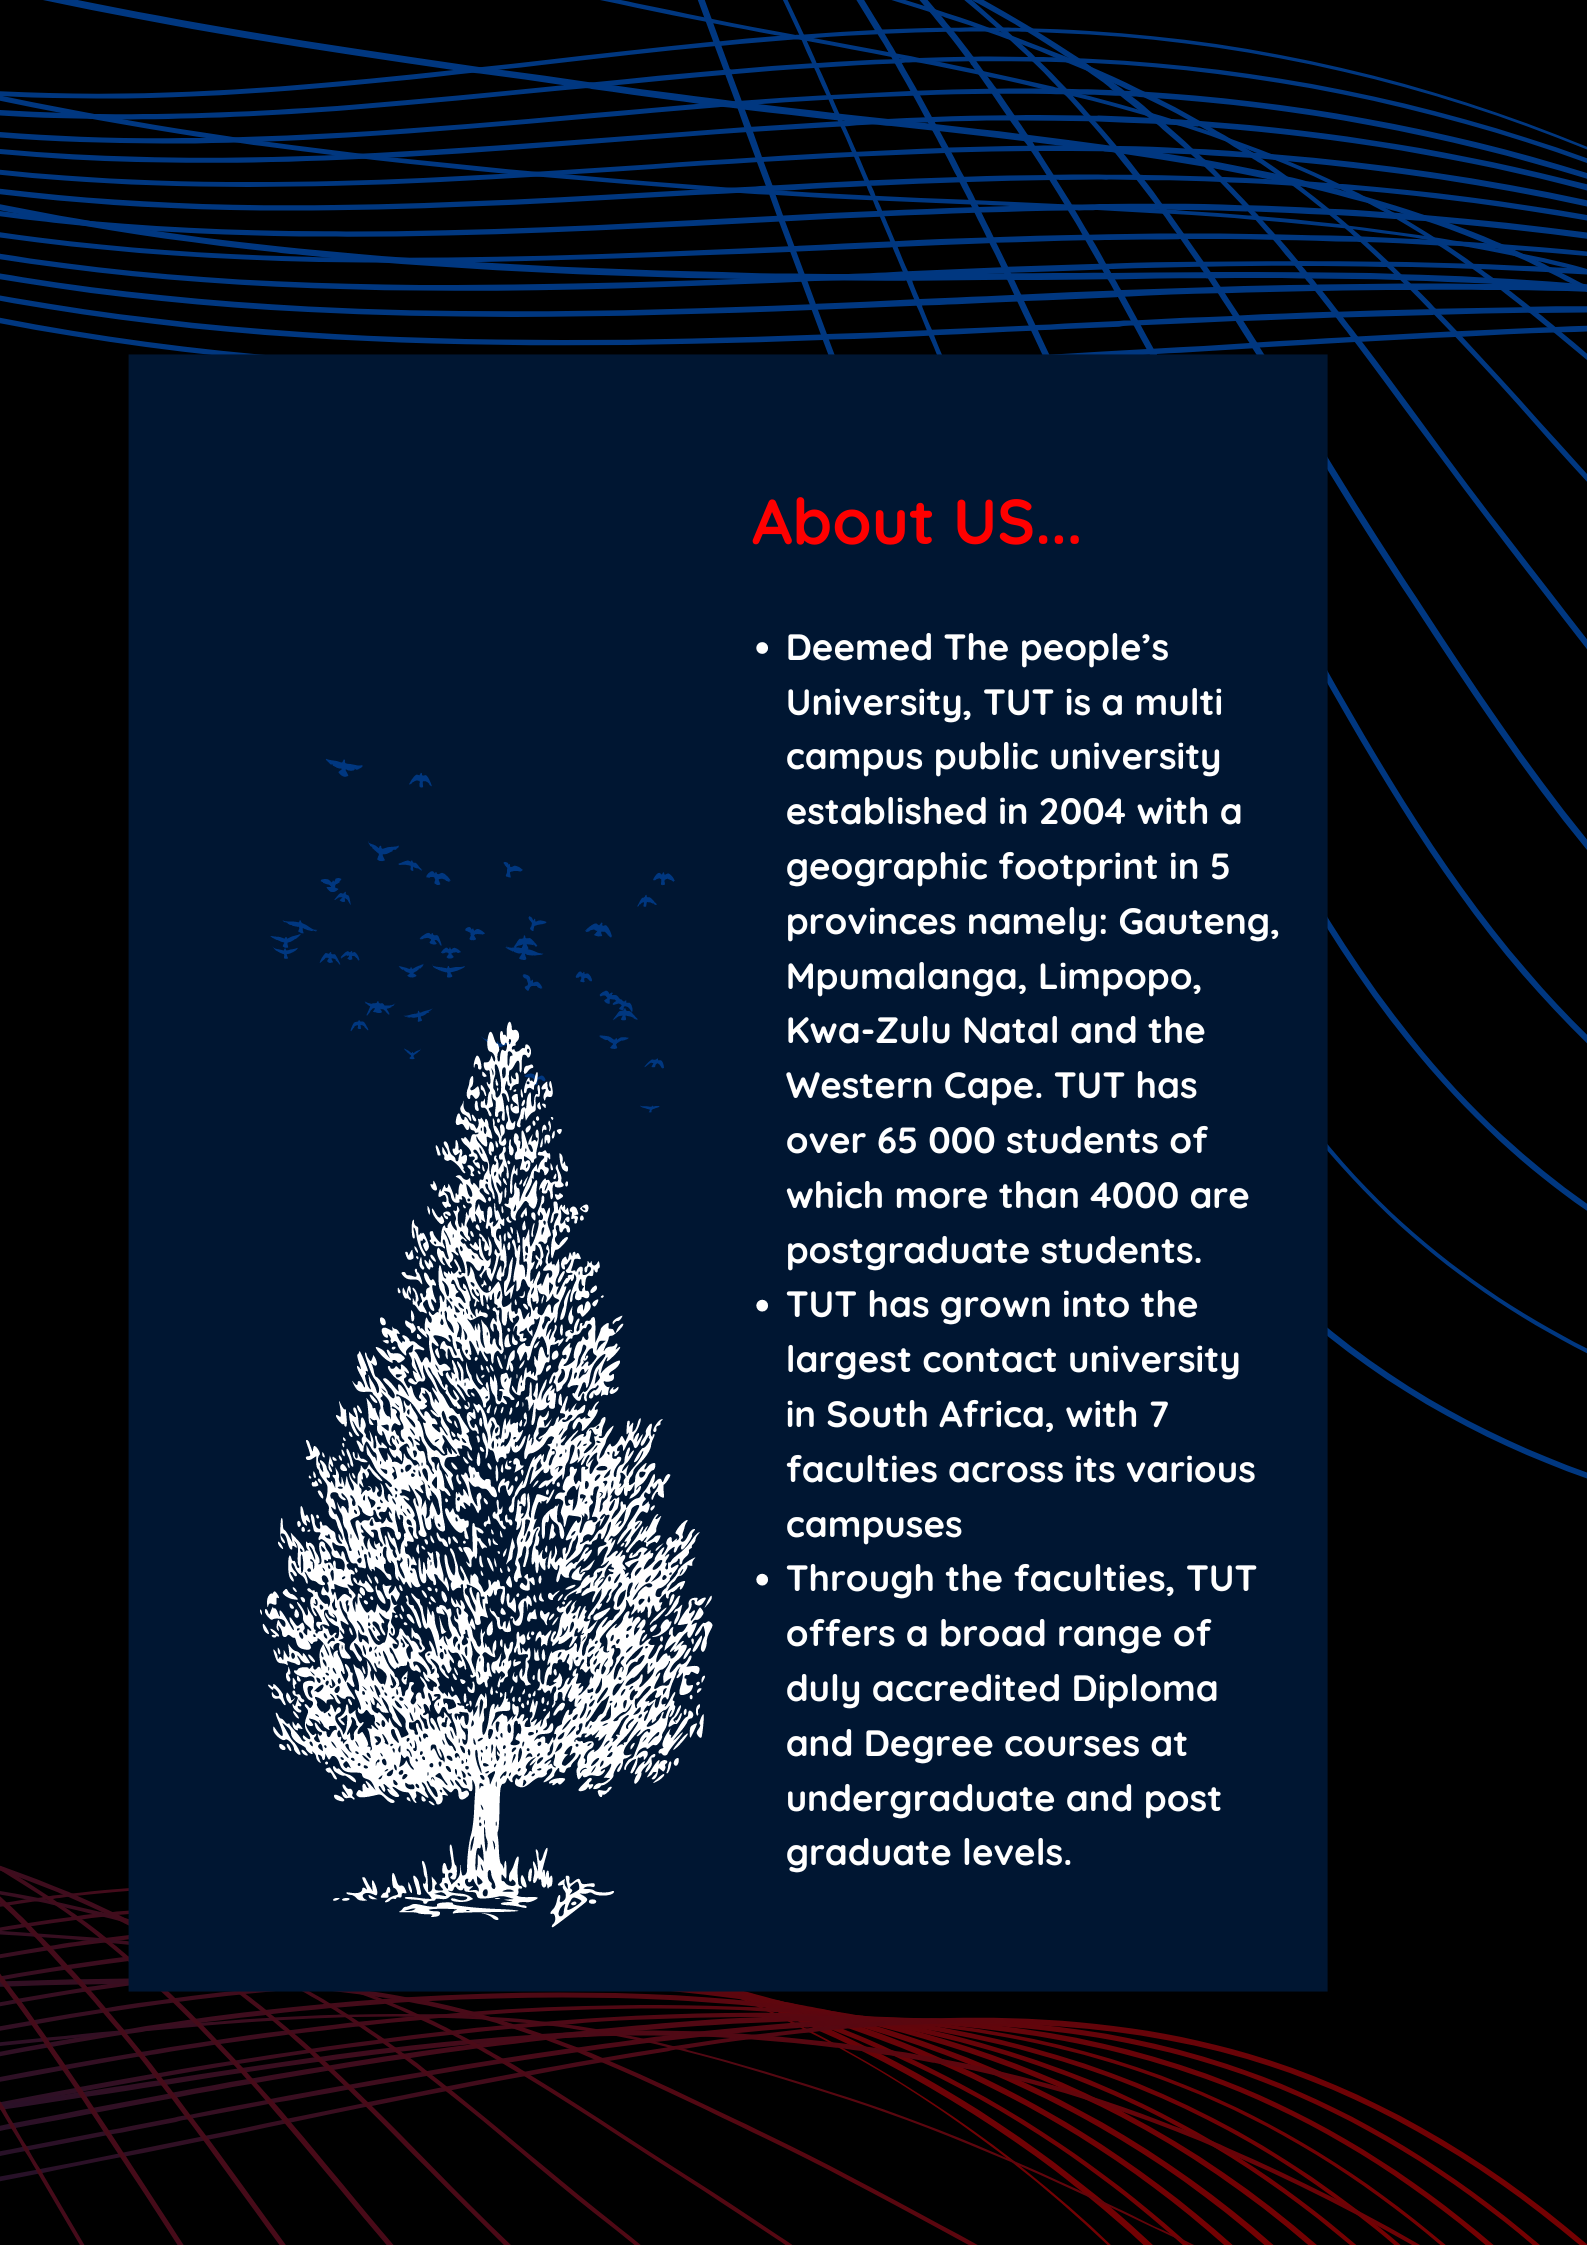 About US...
• Deemed The people’s
University, TUT is a multi
campus public university
established in 2004 with a
geographic footprint in 5
provinces namely: Gauteng,
Mpumalanga, Limpopo,
Kwa-Zulu Natal and the
Western Cape. TUT has
over 65 000 students of
which more than 4000 are
postgraduate students.
• TUT has grown into the
largest contact university
in South Africa, with 7
faculties across its various
campuses
• Through the faculties, TUT
offers a broad range of
duly accredited Diploma
and Degree courses at
undergraduate and post
graduate levels.